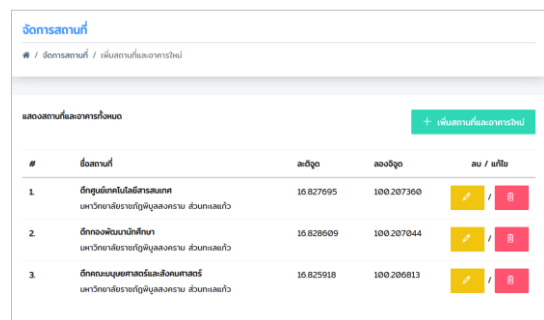 จัดการสถานที่
/ จัดการสถานที่ / เพิ่มสถานที่และอาคารใหม่
แสดงสถานที่และอาคารทั้งหมด
+ เพิ่มสถานที่และอาคารใหม่
# ชื่อสถานที่ ละติจูด ลองจิจูด ลบ / แก้ไข
1. ตึกศูนย์เทคโนโลยีสารสนเทศ 16.827695 100.207360 /
มหาวิทยาลัยราชภัฏพิบูลสงคราม ส่วนทะเลแก้ว
2. ตึกกองพัฒนานักศึกษา 16.828609 100.207044 /
มหาวิทยาลัยราชภัฏพิบูลสงคราม ส่วนทะเลแก้ว
3. ตึกคณะมนุษยศาสตร์และสังคมศาสตร์ 16.825918 100.206813 /
มหาวิทยาลัยราชภัฏพิบูลสงคราม ส่วนทะเลแก้ว